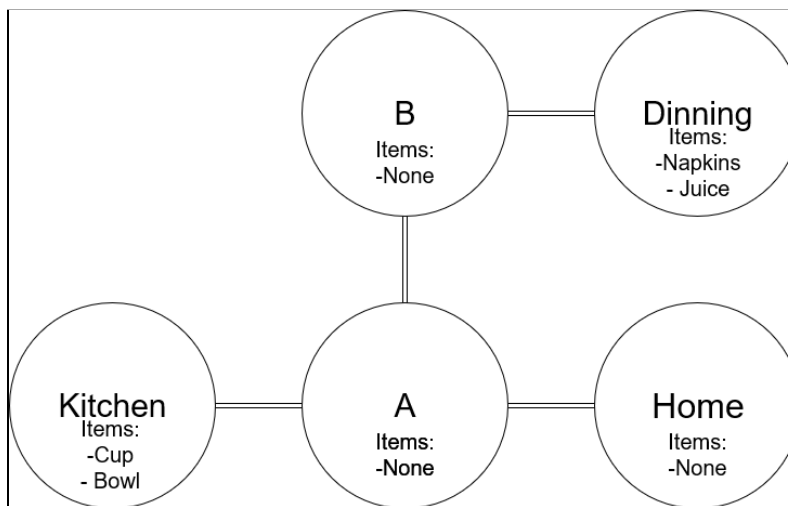 B
Items:
-None
Dinning
Items:
-Napkins
- Juice
Kitchen
Items:
-Cup
- Bowl
A
Items:
-None
Home
Items:
-None